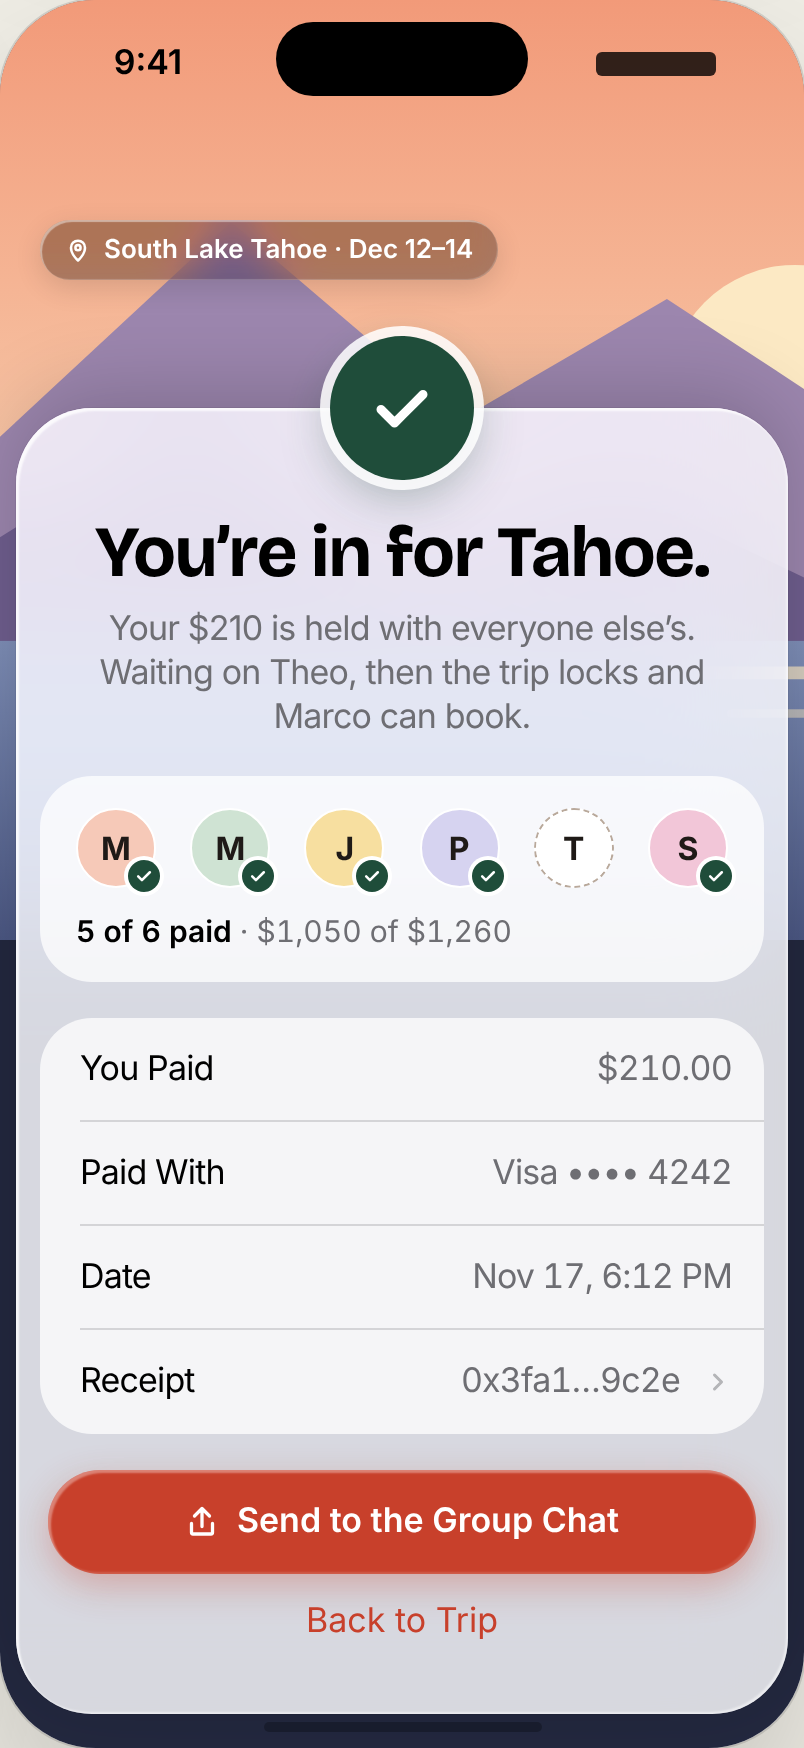 9:41
South Lake Tahoe · Dec 12–14
You’re in for Tahoe.
Your $210 is held with everyone else’s.
Waiting on Theo, then the trip locks and
Marco can book.
M M J P T S
5 of 6 paid · $1,050 of $1,260
You Paid $210.00
Paid With Visa •••• 4242
Date Nov 17, 6:12 PM
Receipt 0x3fa1...9c2e
Send to the Group Chat
Back to Trip